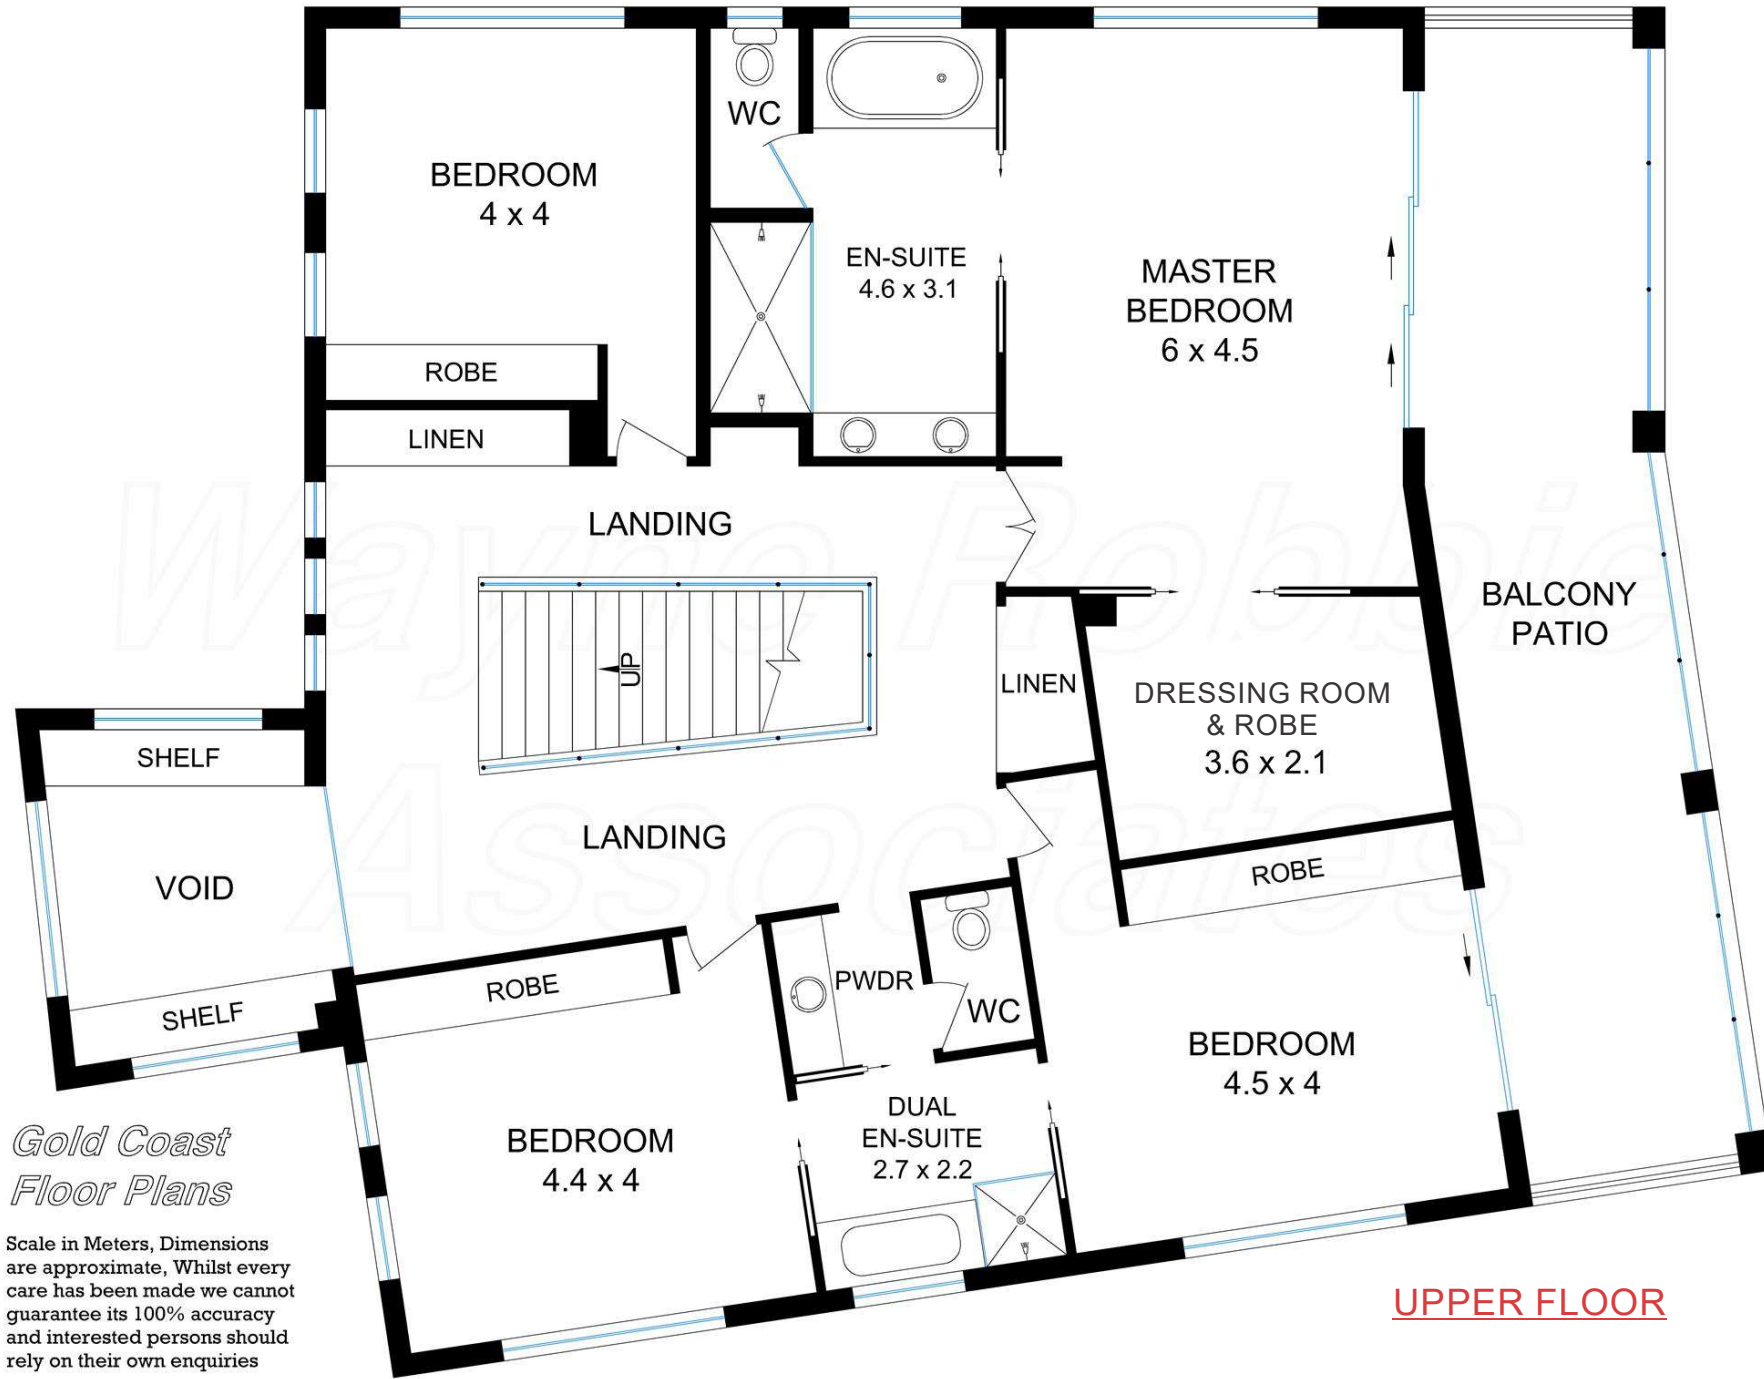 WC
BEDROOM
4 x 4
EN-SUITE
4.6 x 3.1
MASTER
BEDROOM
6 x 4.5
ROBE
LINEN
LANDING
BALCONY
PATIO
UP
LINEN
DRESSING ROOM
& ROBE
3.6 x 2.1
SHELF
LANDING
VOID
ROBE
ROBE
PWDR
WC
SHELF
BEDROOM
4.5 x 4
DUAL
EN-SUITE
2.7 x 2.2
BEDROOM
4.4 x 4
Gold Coast
Floor Plans
Scale in Meters, Dimensions
are approximate, Whilst every
care has been made we cannot
guarantee its 100% accuracy
and interested persons should
rely on their own enquiries
UPPER FLOOR
Wayne Robbie
Associates